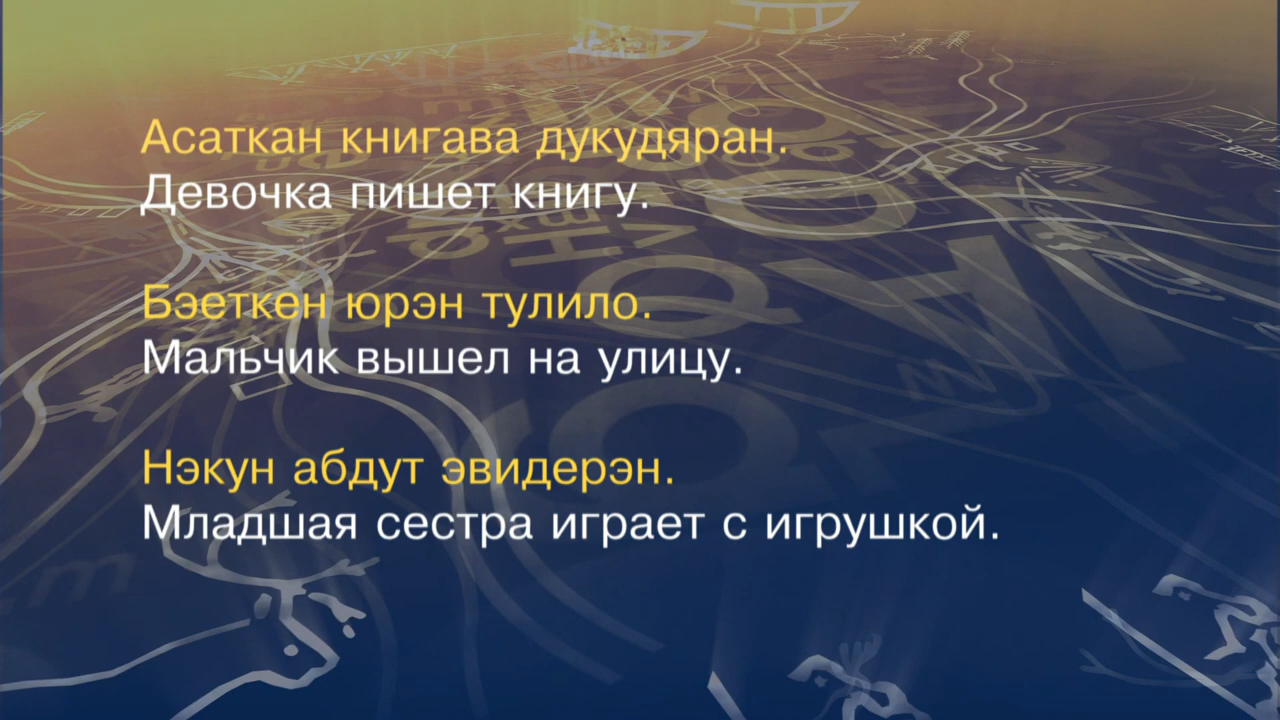 Асаткан книгава дукудяран.
Девочка пишет книгу.
Бэеткен юрэн тулило.
Мальчик вышел на улицу.
Нэкун абдут эвидерэн.
Младшая сестра играет с игрушкой.